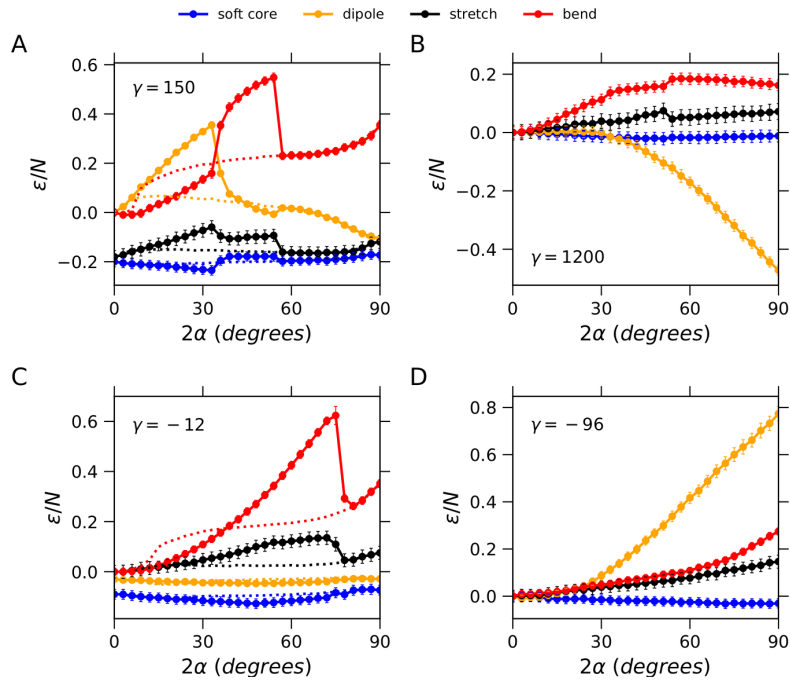 soft core dipole stretch bend
A
0.6
0.4
0.2
0.0
−0.2
ε/N
γ = 150
0 30 60 90
2α (degrees)
B
0.2
0.0
−0.2
−0.4
ε/N
γ = 1200
0 30 60 90
2α (degrees)
C
0.6
0.4
0.2
0.0
ε/N
γ = −12
0 30 60 90
2α (degrees)
D
0.8
0.6
0.4
0.2
0.0
ε/N
γ = −96
0 30 60 90
2α (degrees)